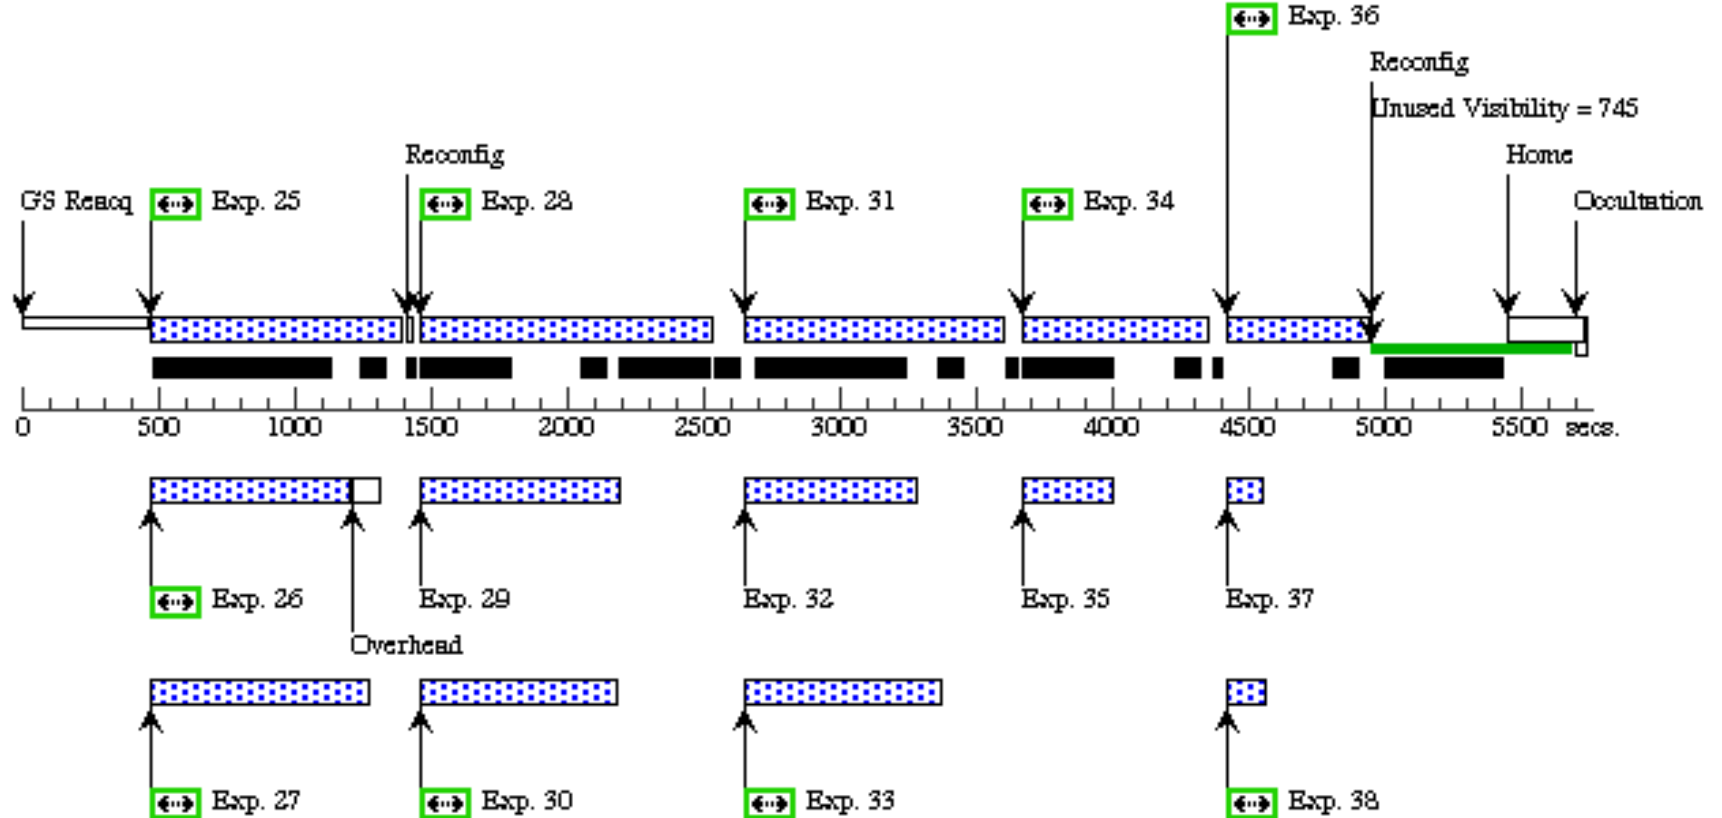 Exp. 36
Reconfig
Unused Visibility = 745
Reconfig
Home
GS Reacq
Exp. 25
Exp. 28
Exp. 31
Exp. 34
Occultation
0 500 1000 1500 2000 2500 3000 3500 4000 4500 5000 5500 secs.
Exp. 26
Exp. 29
Exp. 32
Exp. 35
Exp. 37
Overhead
Exp. 27
Exp. 30
Exp. 33
Exp. 38